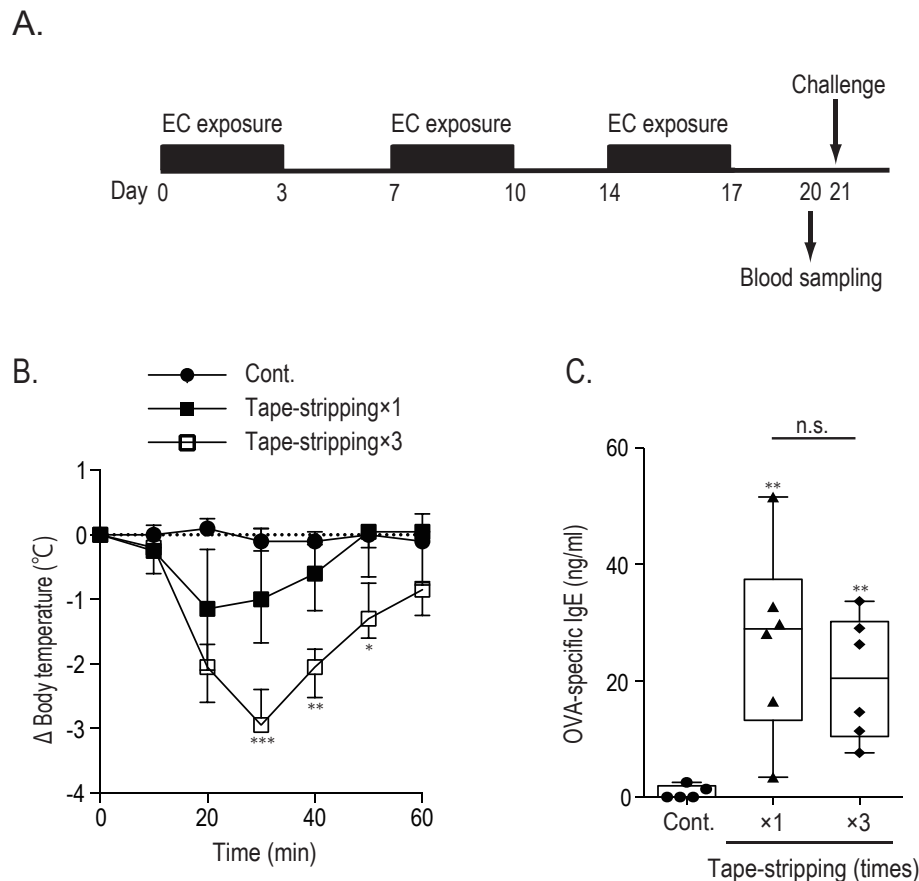 A.
Challenge
EC exposure EC exposure EC exposure
Day 0 3 7 10 14 17 20 21
Blood sampling
B.
Cont.
Tape-stripping×1
Tape-stripping×3
Δ Body temperature (℃)
1
0
-1
-2
-3
-4
*
**
***
0 20 40 60
Time (min)
C.
n.s.
OVA-specific IgE (ng/ml)
60
40
20
0
**
**
Cont. ×1 ×3
Tape-stripping (times)